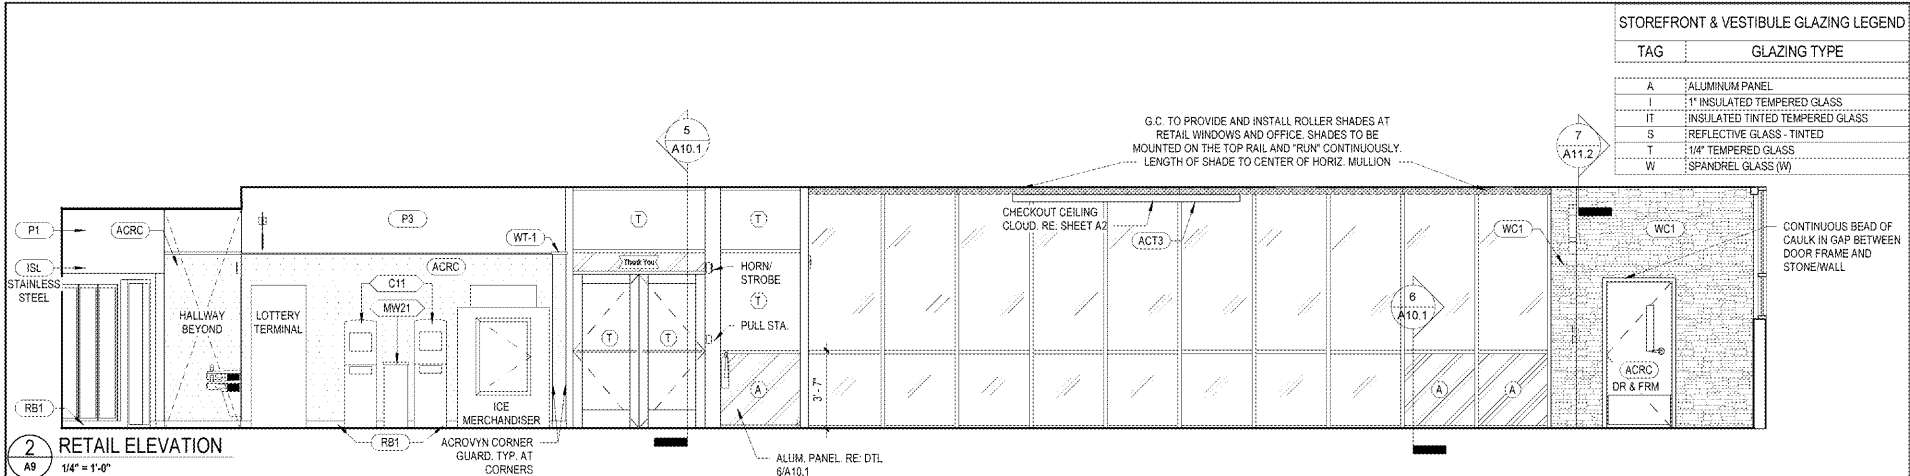 STOREFRONT & VESTIBULE GLAZING LEGEND
TAG GLAZING TYPE
A ALUMINUM PANEL
I 1" INSULATED TEMPERED GLASS
IT INSULATED TINTED TEMPERED GLASS
S REFLECTIVE GLASS - TINTED
T 1/4" TEMPERED GLASS
W SPANDREL GLASS (W)
5
A10.1
G.C. TO PROVIDE AND INSTALL ROLLER SHADES AT
RETAIL WINDOWS AND OFFICE. SHADES TO BE
MOUNTED ON THE TOP RAIL AND "RUN" CONTINUOUSLY.
LENGTH OF SHADE TO CENTER OF HORIZ. MULLION
7
A11.2
P1
ACRC
P3
WT-1
T
T
CHECKOUT CEILING
CLOUD. RE: SHEET A2
ACT3
WC1
WC1
CONTINUOUS BEAD OF
CAULK IN GAP BETWEEN
DOOR FRAME AND
STONE/WALL
ISL
STAINLESS
STEEL
ACRC
Thank You
HORN/
STROBE
C11
MW21
T
6
A10.1
HALLWAY
BEYOND
LOTTERY
TERMINAL
PULL STA.
T
T
3' - 7"
A
A
A
ACRC
DR & FRM
RB1
ICE
MERCHANDISER
RB1
ACROVYN CORNER
GUARD, TYP. AT
CORNERS
ALUM. PANEL. RE: DTL
6/A10.1
2
A9
RETAIL ELEVATION
1/4" = 1'-0"